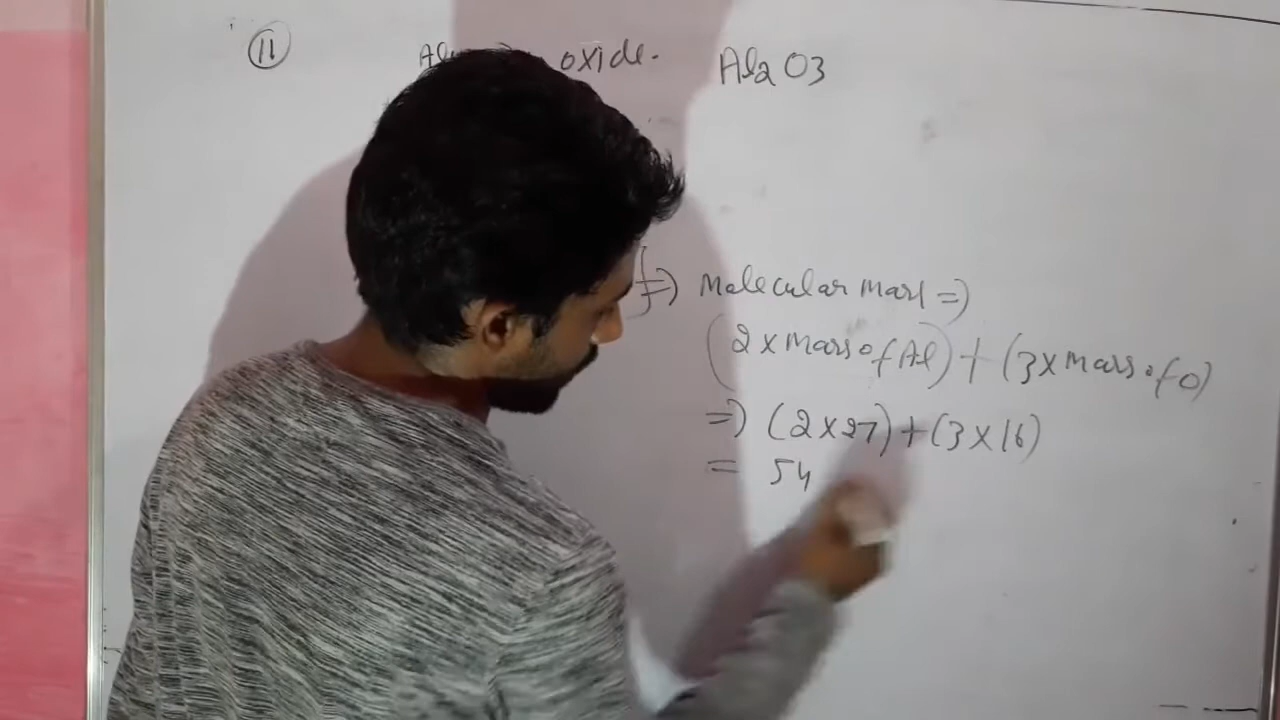 11 oxide. Al2O3
=) Molecular mass =)
(2 x mass of Al) + (3 x mass of O)
=) (2 x 27) + (3 x 16)
= 54